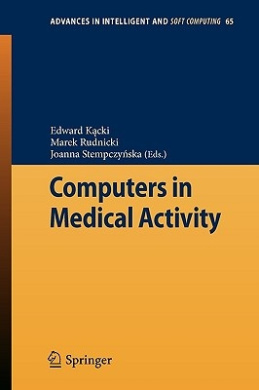 ADVANCES IN INTELLIGENT AND SOFT COMPUTING 65
Edward Kącki
Marek Rudnicki
Joanna Stempczyńska (Eds.)
Computers in
Medical Activity
Springer